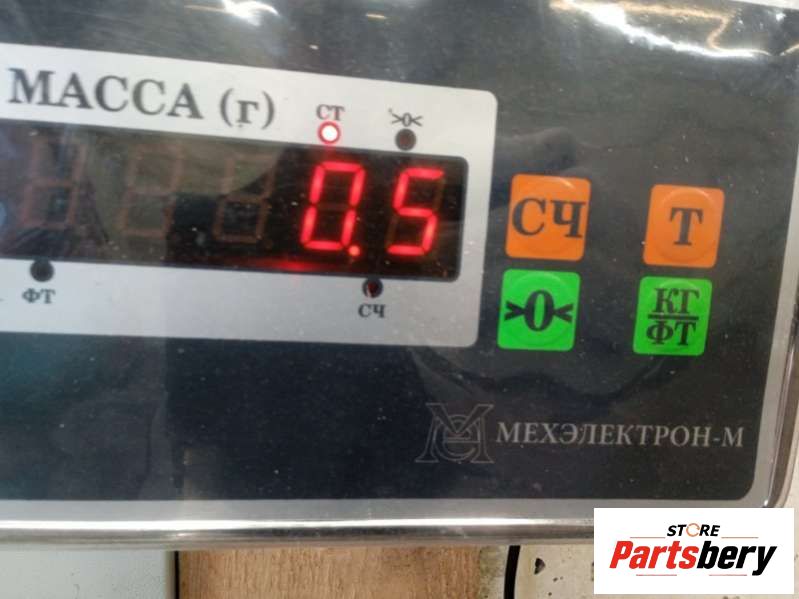 МАССА (г)
СТ
>0<
0.5
ФТ
СЧ
СЧ
Т
>0<
КГ
ФТ
МЕХЭЛЕКТРОН-М
STORE
Partsbery